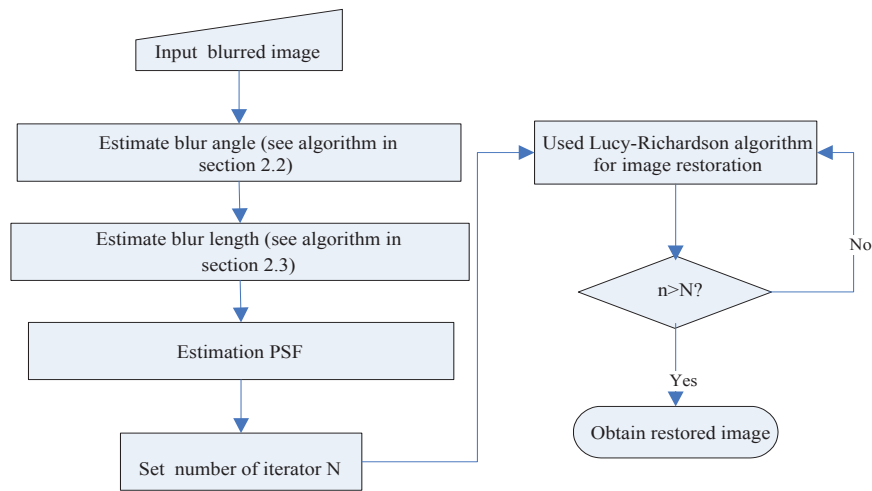 Input blurred image
Estimate blur angle (see algorithm in
section 2.2)
Estimate blur length (see algorithm in
section 2.3)
Estimation PSF
Set number of iterator N
Used Lucy-Richardson algorithm
for image restoration
No
n>N?
Yes
Obtain restored image